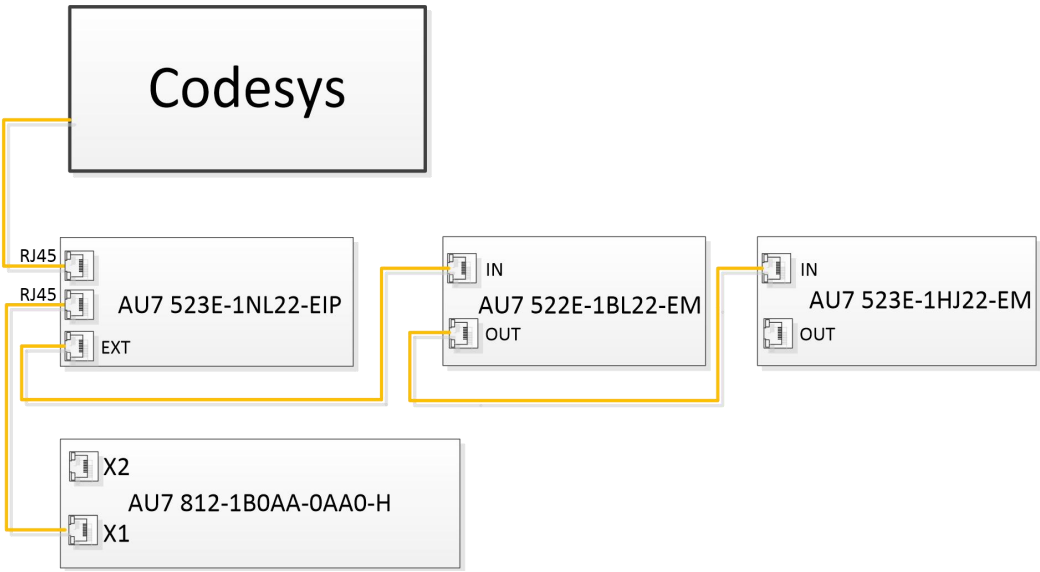 Codesys
RJ45
RJ45
AU7 523E-1NL22-EIP
EXT
IN
AU7 522E-1BL22-EM
OUT
IN
AU7 523E-1HJ22-EM
OUT
X2
AU7 812-1B0AA-0AA0-H
X1